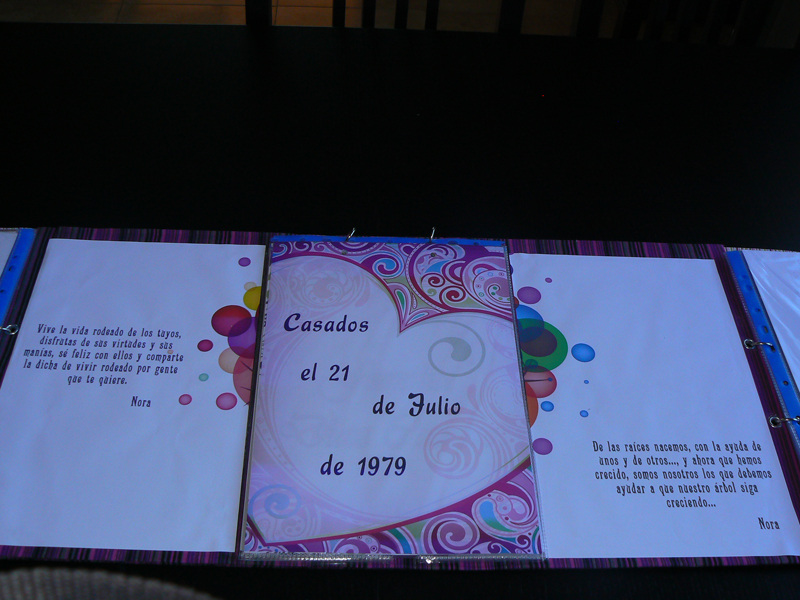 Vive la vida rodeado de los tuyos,
disfrutas de sus virtudes y sus
manías, sé feliz con ellos y comparte
la dicha de vivir rodeado por gente
que te quiere.
Nora
Casados
el 21
de Julio
de 1979
De las raíces nacemos, con la ayuda de
unos y de otros..., y ahora que hemos
crecido, somos nosotros los que debemos
ayudar a que nuestro árbol siga
creciendo...
Nora